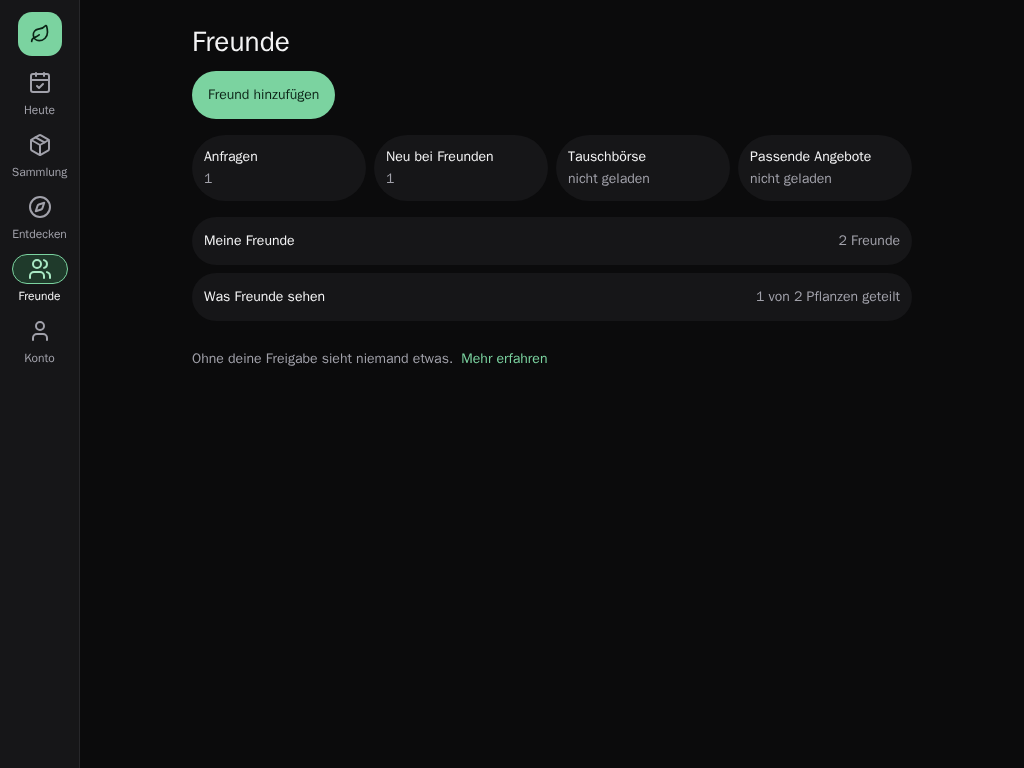 Heute
Sammlung
Entdecken
Freunde
Konto
Freunde
Freund hinzufügen
Anfragen
1
Neu bei Freunden
1
Tauschbörse
nicht geladen
Passende Angebote
nicht geladen
Meine Freunde
2 Freunde
Was Freunde sehen
1 von 2 Pflanzen geteilt
Ohne deine Freigabe sieht niemand etwas. Mehr erfahren